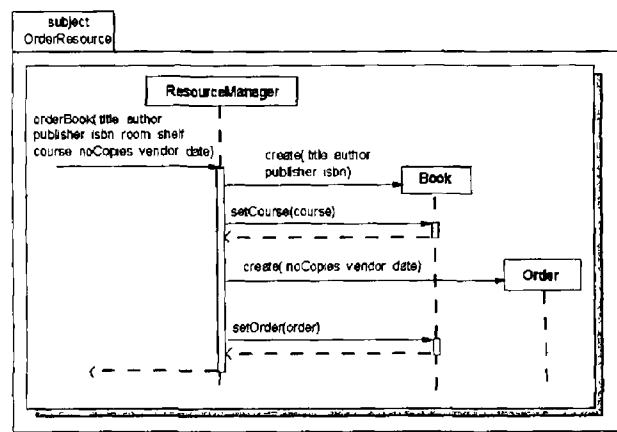 subject
OrderResource
ResourceManager
orderBook( title author
publisher isbn room shelf
course noCopies vendor date)
create( title author
publisher isbn)
Book
setCourse(course)
create( noCopies vendor date)
Order
setOrder(order)